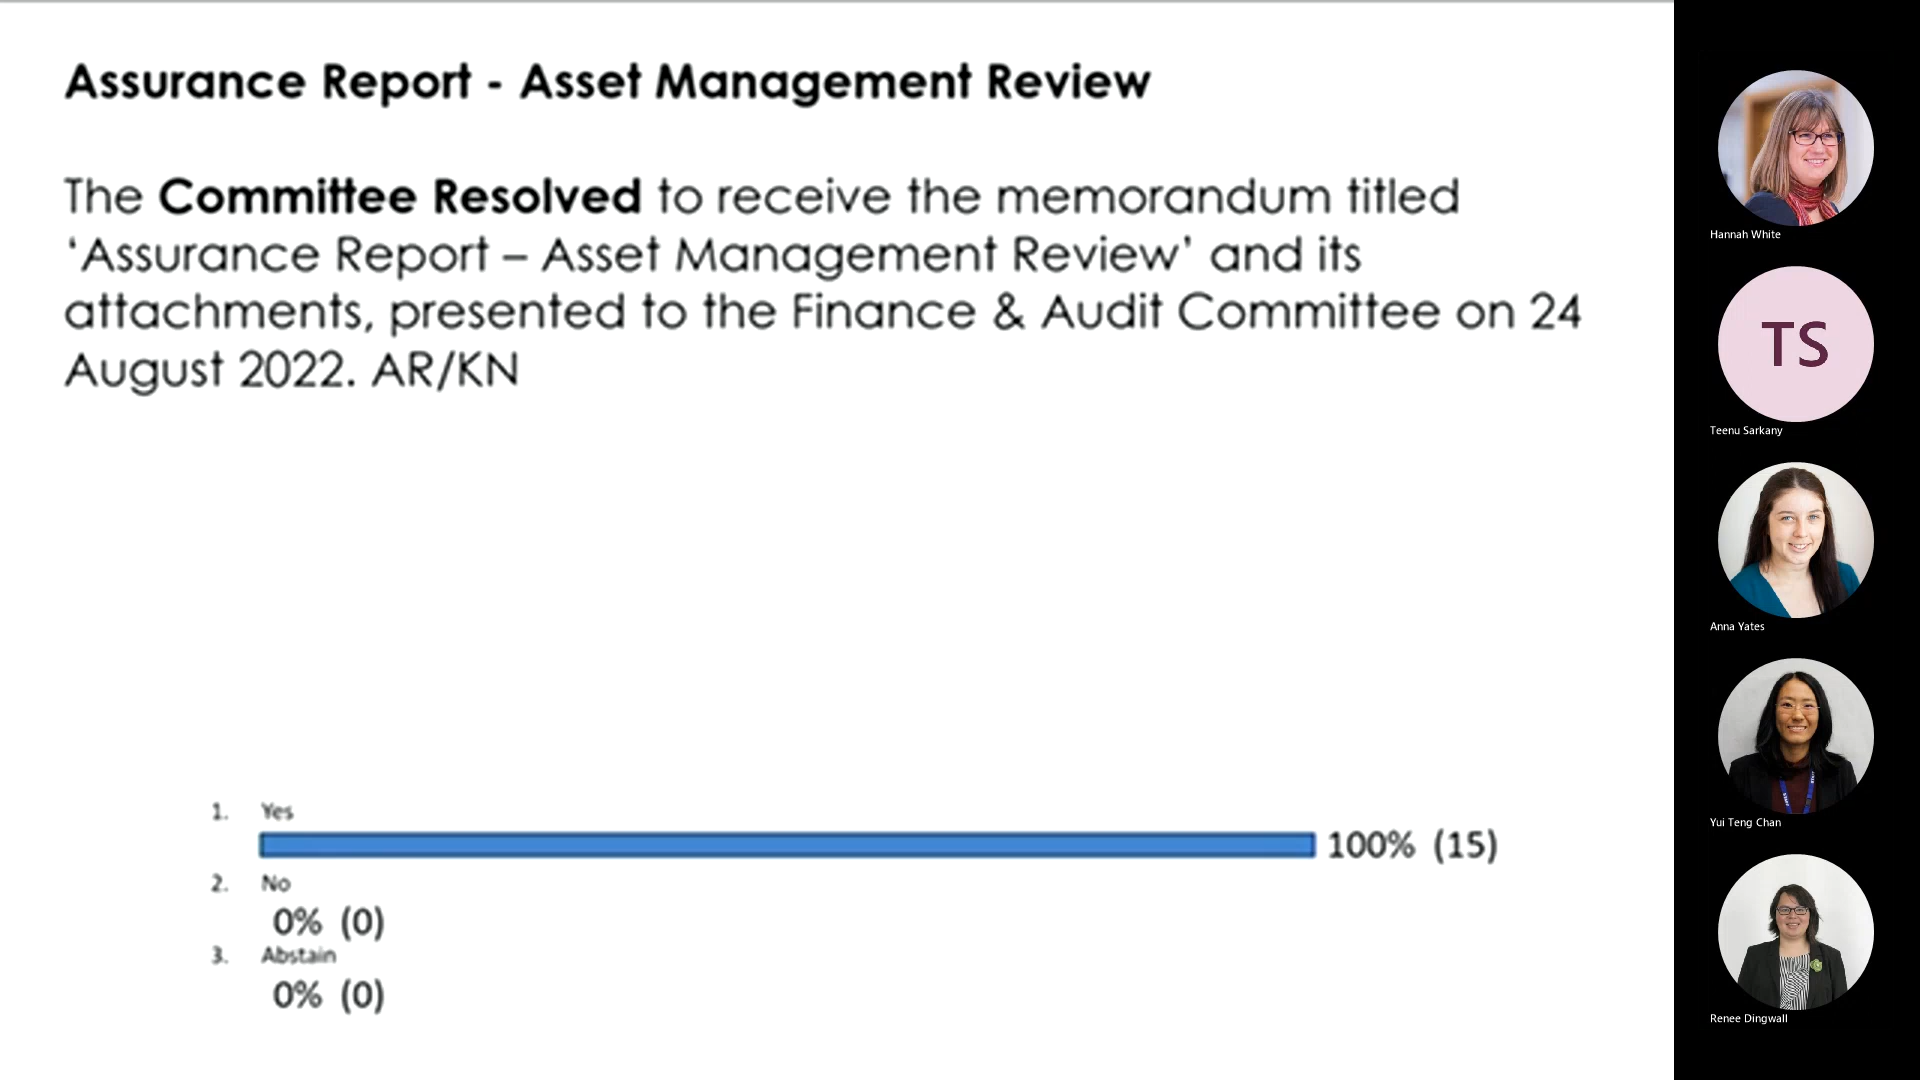 Assurance Report - Asset Management Review
The Committee Resolved to receive the memorandum titled
‘Assurance Report – Asset Management Review’ and its
attachments, presented to the Finance & Audit Committee on 24
August 2022. AR/KN
1. Yes
100% (15)
2. No
0% (0)
3. Abstain
0% (0)
Hannah White
TS
Teenu Sarkany
Anna Yates
Yui Teng Chan
Renee Dingwall